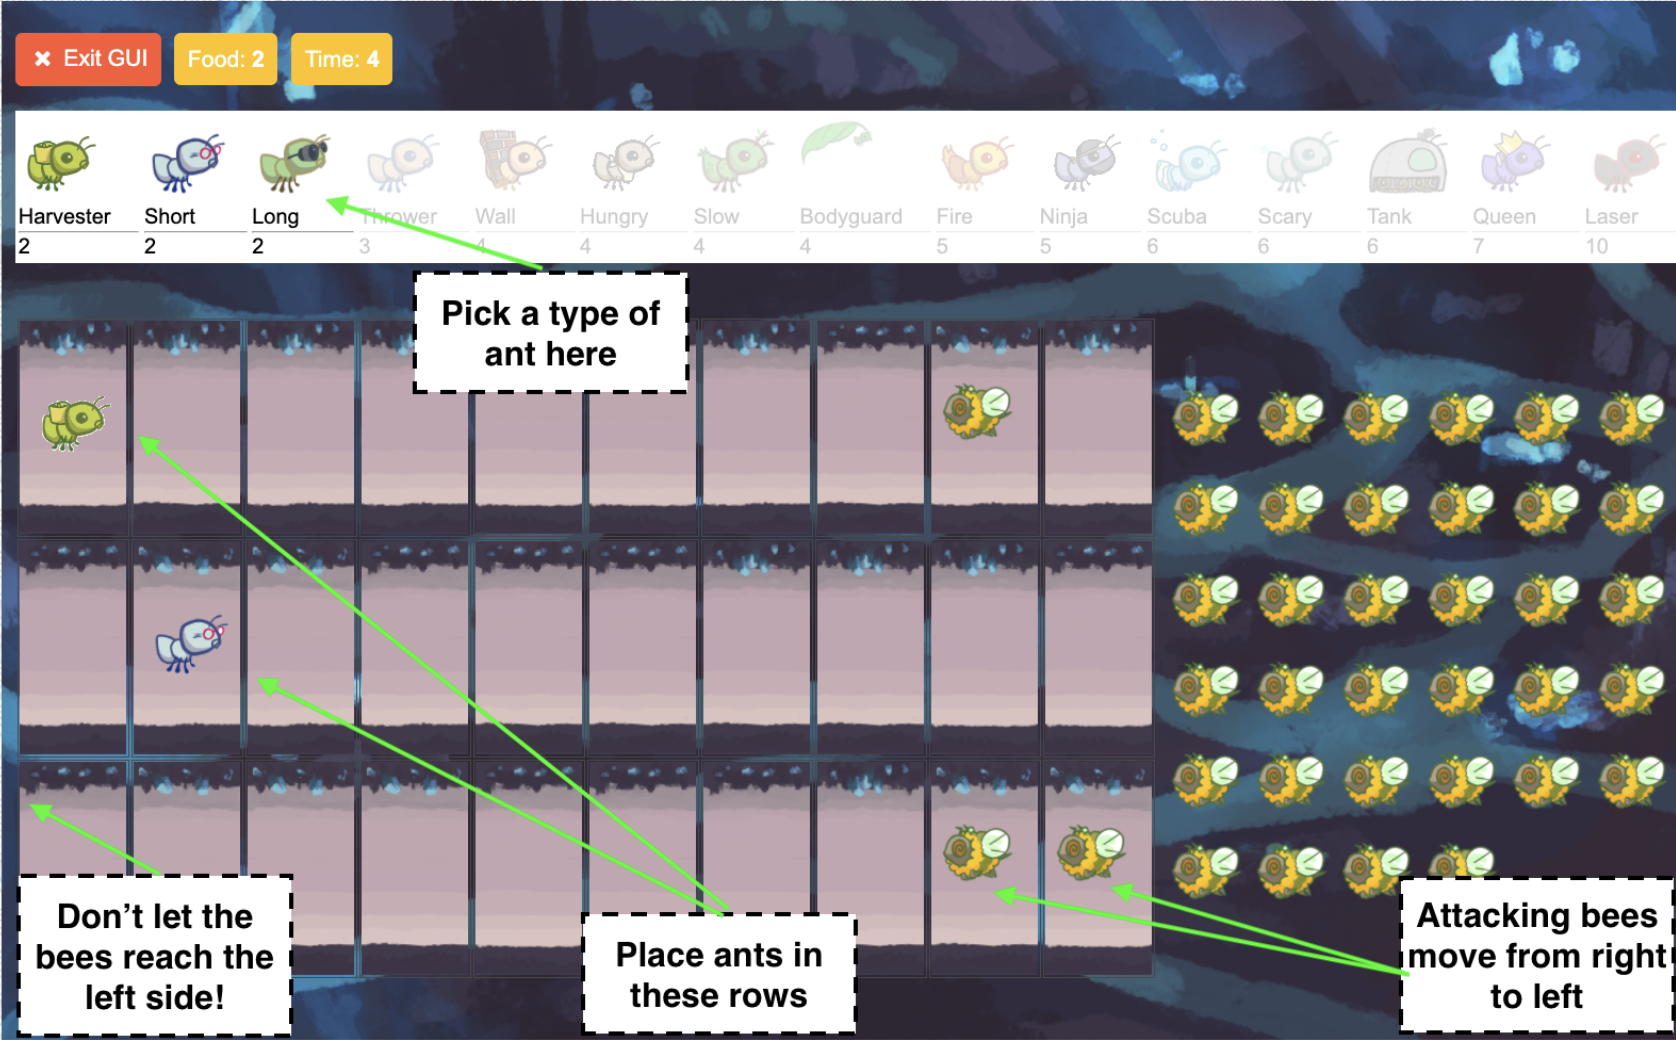 ✖ Exit GUI Food: 2 Time: 4
Harvester Short Long Thrower Wall Hungry Slow Bodyguard Fire Ninja Scuba Scary Tank Queen Laser
2 2 2 3 4 4 4 4 5 5 6 6 6 7 10
Pick a type of
ant here
Don’t let the
bees reach the
left side!
Place ants in
these rows
Attacking bees
move from right
to left